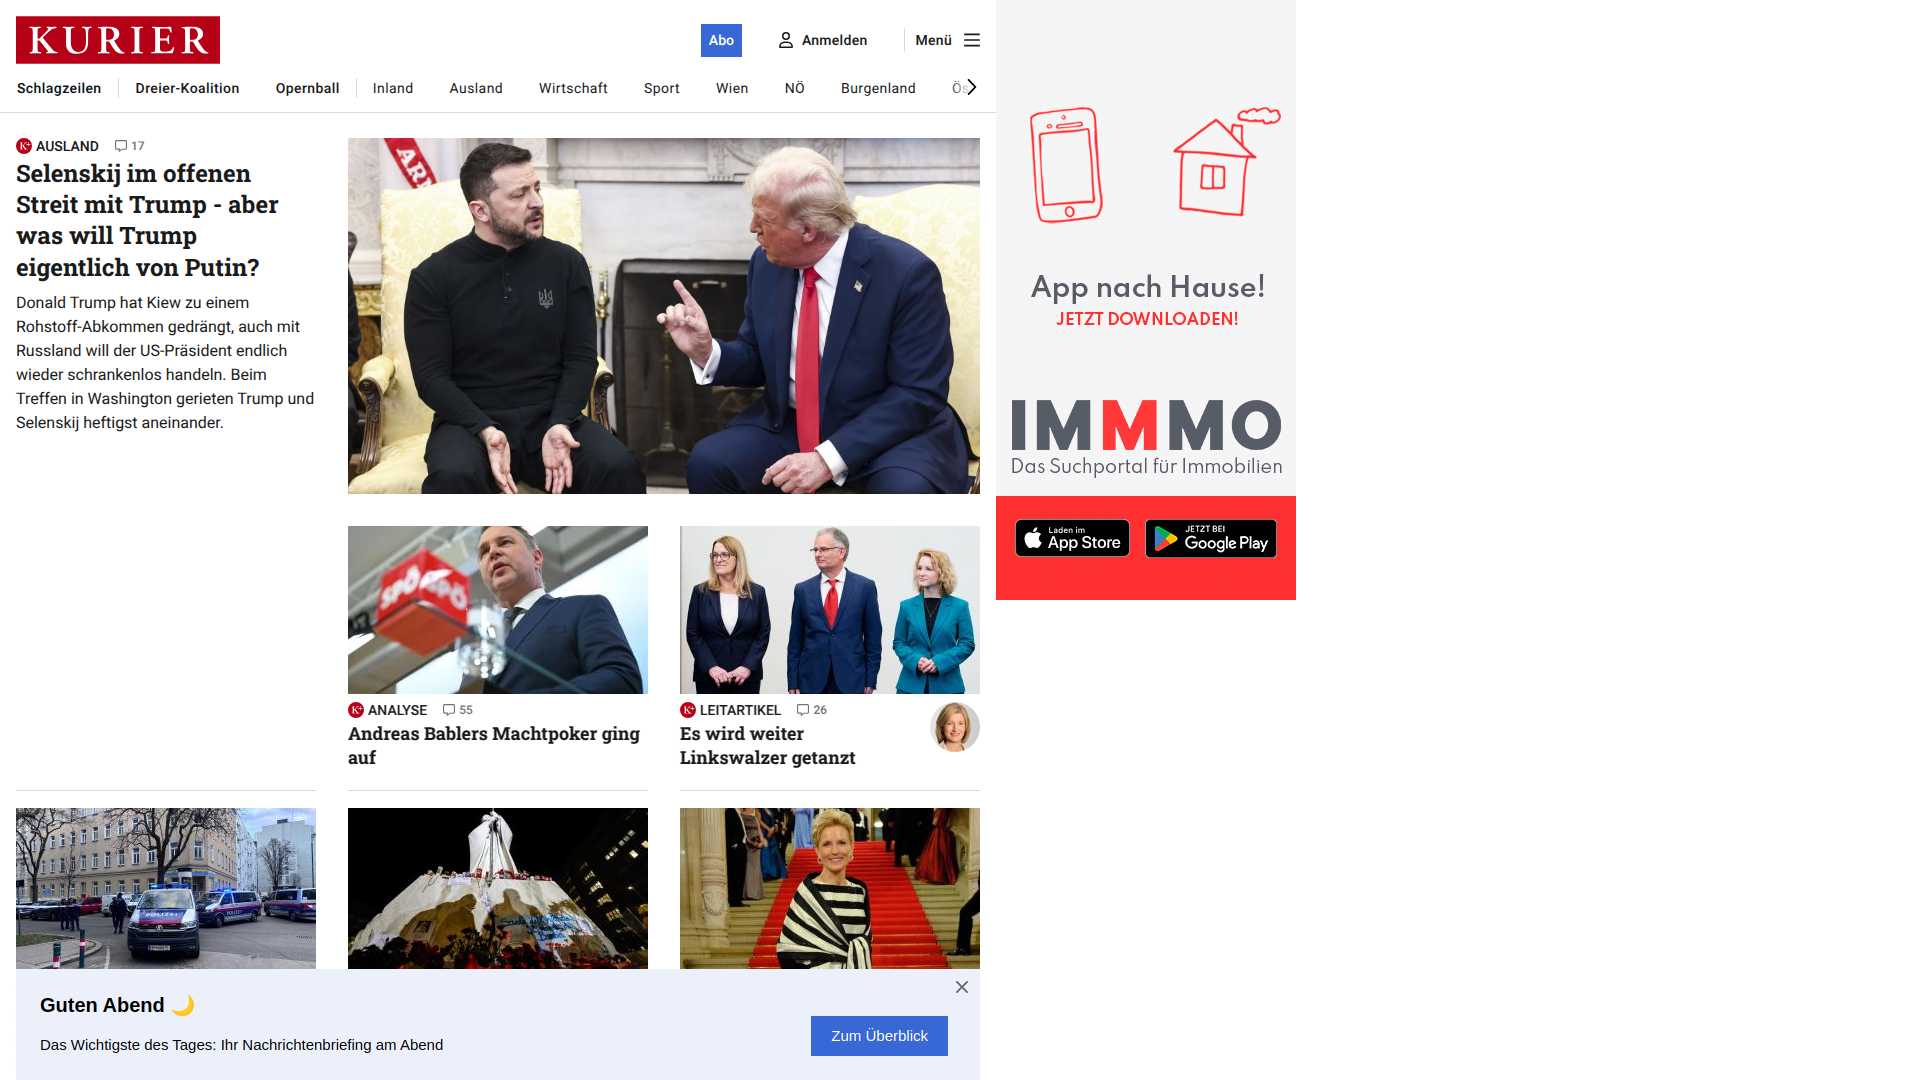 KURIER
Abo
Anmelden
Menü
Schlagzeilen
Dreier-Koalition
Opernball
Inland
Ausland
Wirtschaft
Sport
Wien
NÖ
Burgenland
AUSLAND
17
Selenskij im offenen
Streit mit Trump - aber
was will Trump
eigentlich von Putin?
Donald Trump hat Kiew zu einem
Rohstoff-Abkommen gedrängt, auch mit
Russland will der US-Präsident endlich
wieder schrankenlos handeln. Beim
Treffen in Washington gerieten Trump und
Selenskij heftigst aneinander.
SPÖ
SPÖ
K+ ANALYSE
55
Andreas Bablers Machtpoker ging
auf
K+ LEITARTIKEL
26
Es wird weiter
Linkswalzer getanzt
POLIZEI
POLIZEI
Guten Abend 🌙
Das Wichtigste des Tages: Ihr Nachrichtenbriefing am Abend
Zum Überblick
App nach Hause!
JETZT DOWNLOADEN!
IMMMO
Das Suchportal für Immobilien
Laden im
App Store
JETZT BEI
Google Play